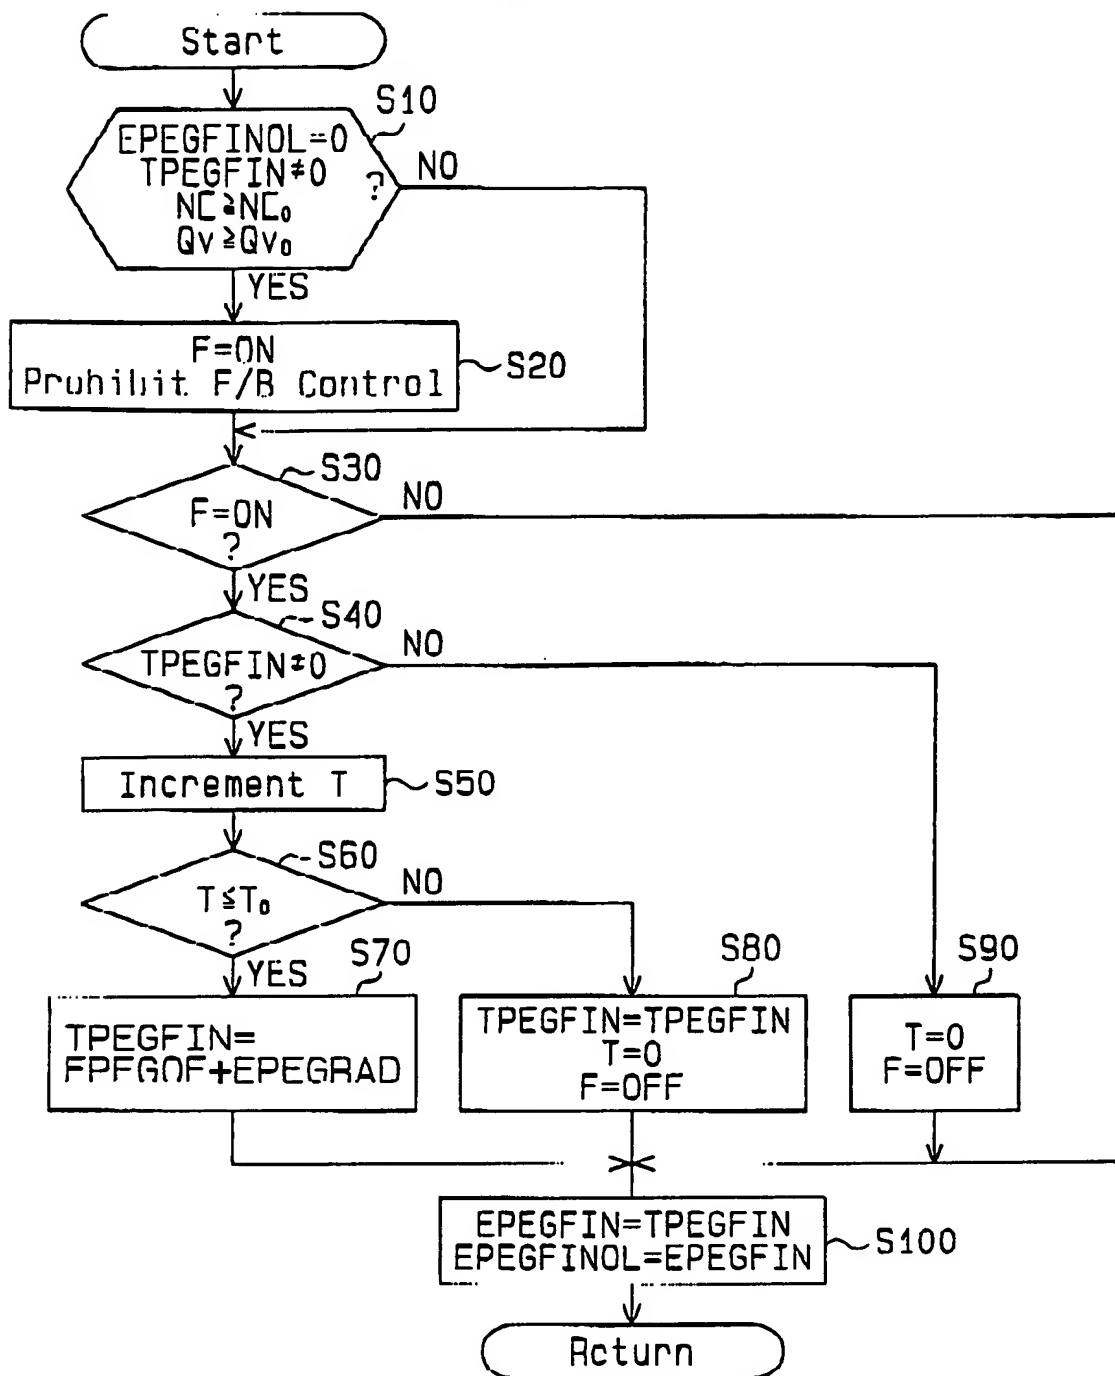 Start
S10
EPEGFINOL=0
TPEGFIN≠0
NC≧NC₀
Qv≧Qv₀
?
NO
YES
F=ON
Prohibit F/B Control
S20
S30
F=ON
?
NO
YES
S40
TPEGFIN≠0
?
NO
YES
Increment T
S50
S60
T≦T₀
?
NO
YES
S70
TPEGFIN=
FPFGOF+EPEGRAD
S80
TPEGFIN=TPEGFIN
T=0
F=OFF
S90
T=0
F=OFF
EPEGFIN=TPEGFIN
EPEGFINOL=EPEGFIN
S100
Return